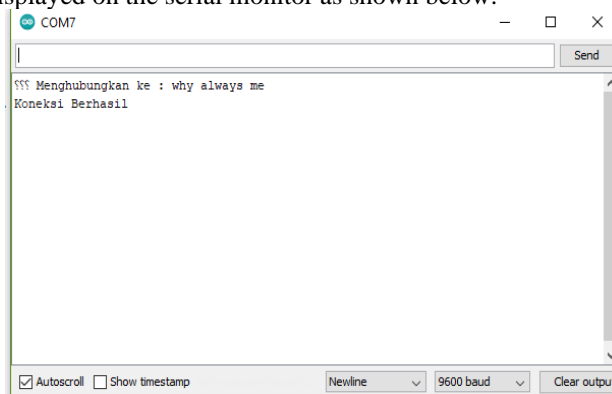 splayed on the serial monitor as shown below.
COM7
Send
Menghubungkan ke : why always me
Koneksi Berhasil
Autoscroll Show timestamp Newline 9600 baud Clear outpu